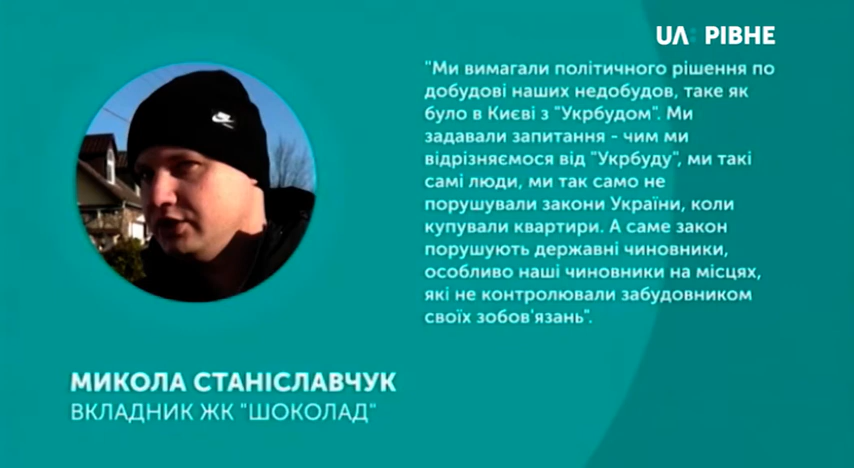 UA: РІВНЕ
"Ми вимагали політичного рішення по
добудові наших недобудов, таке як
було в Києві з "Укрбудом". Ми
задавали запитання - чим ми
відрізняємося від "Укрбуду", ми такі
самі люди, ми так само не
порушували закони України, коли
купували квартири. А саме закон
порушують державні чиновники,
особливо наші чиновники на місцях,
які не контролювали забудовником
своїх зобов'язань".
МИКОЛА СТАНІСЛАВЧУК
ВКЛАДНИК ЖК "ШОКОЛАД"